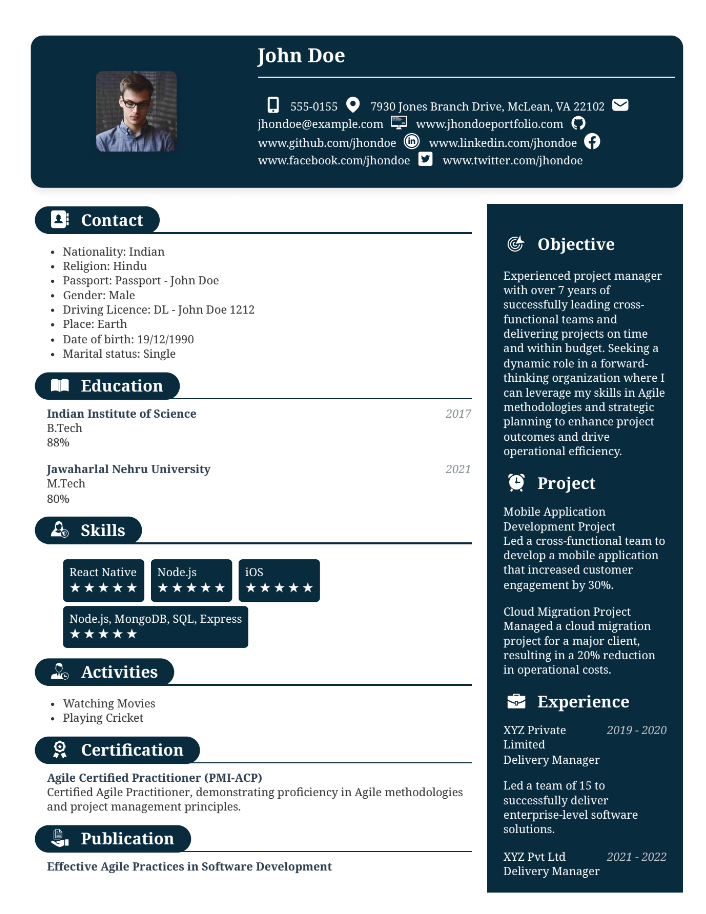 John Doe
555-0155 7930 Jones Branch Drive, McLean, VA 22102
jhondoe@example.com www.jhondoeportfolio.com
www.github.com/jhondoe www.linkedin.com/jhondoe
www.facebook.com/jhondoe www.twitter.com/jhondoe
Contact
• Nationality: Indian
• Religion: Hindu
• Passport: Passport - John Doe
• Gender: Male
• Driving Licence: DL - John Doe 1212
• Place: Earth
• Date of birth: 19/12/1990
• Marital status: Single
Education
Indian Institute of Science 2017
B.Tech
88%
Jawaharlal Nehru University 2021
M.Tech
80%
Skills
React Native Node.js iOS
★★★★★ ★★★★★ ★★★★★
Node.js, MongoDB, SQL, Express
★★★★★
Activities
• Watching Movies
• Playing Cricket
Certification
Agile Certified Practitioner (PMI-ACP)
Certified Agile Practitioner, demonstrating proficiency in Agile methodologies
and project management principles.
Publication
Effective Agile Practices in Software Development
Objective
Experienced project manager
with over 7 years of
successfully leading cross-
functional teams and
delivering projects on time
and within budget. Seeking a
dynamic role in a forward-
thinking organization where I
can leverage my skills in Agile
methodologies and strategic
planning to enhance project
outcomes and drive
operational efficiency.
Project
Mobile Application
Development Project
Led a cross-functional team to
develop a mobile application
that increased customer
engagement by 30%.
Cloud Migration Project
Managed a cloud migration
project for a major client,
resulting in a 20% reduction
in operational costs.
Experience
XYZ Private 2019 - 2020
Limited
Delivery Manager
Led a team of 15 to
successfully deliver
enterprise-level software
solutions.
XYZ Pvt Ltd 2021 - 2022
Delivery Manager